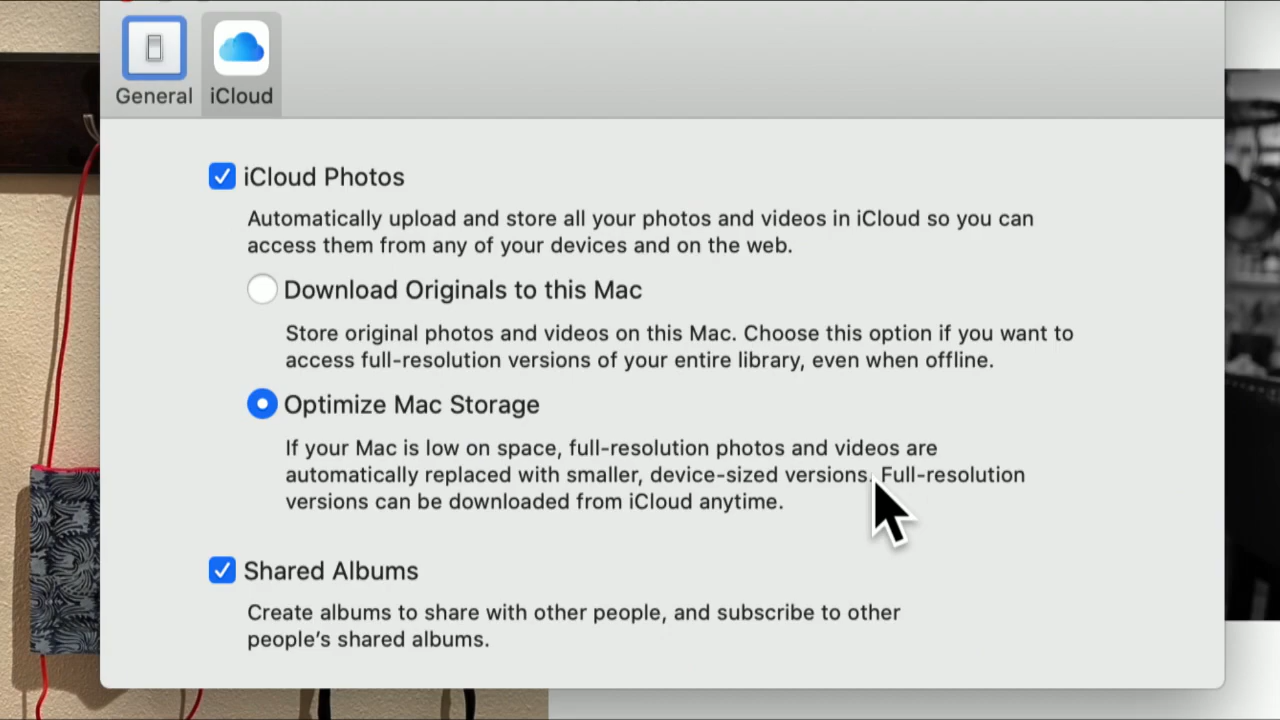 General
iCloud
iCloud Photos
Automatically upload and store all your photos and videos in iCloud so you can
access them from any of your devices and on the web.
Download Originals to this Mac
Store original photos and videos on this Mac. Choose this option if you want to
access full-resolution versions of your entire library, even when offline.
Optimize Mac Storage
If your Mac is low on space, full-resolution photos and videos are
automatically replaced with smaller, device-sized versions. Full-resolution
versions can be downloaded from iCloud anytime.
Shared Albums
Create albums to share with other people, and subscribe to other
people’s shared albums.